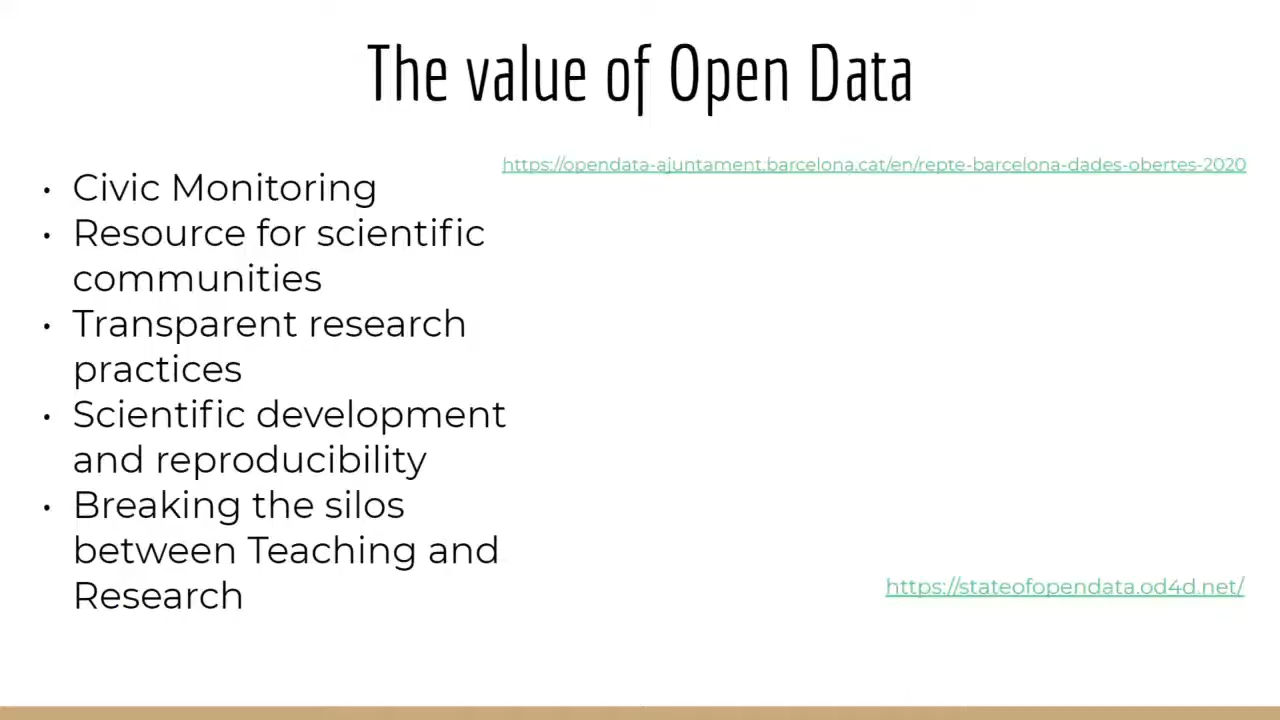 The value of Open Data
https://opendata-ajuntament.barcelona.cat/en/repte-barcelona-dades-obertes-2020
• Civic Monitoring
• Resource for scientific
communities
• Transparent research
practices
• Scientific development
and reproducibility
• Breaking the silos
between Teaching and
Research
https://stateofopendata.od4d.net/